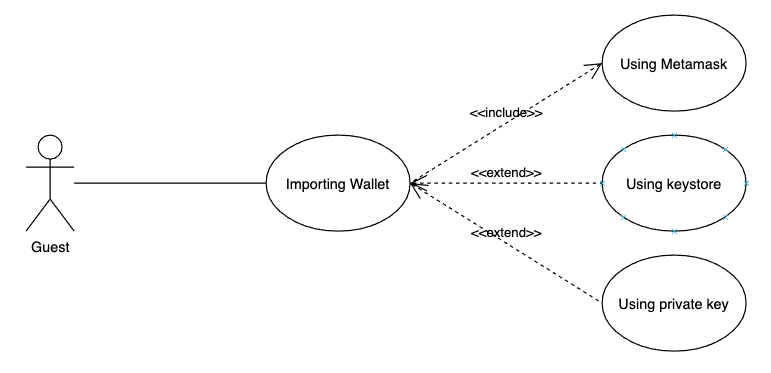 Using Metamask
<<include>>
<<extend>>
Importing Wallet
Using keystore
<<extend>>
Guest
Using private key